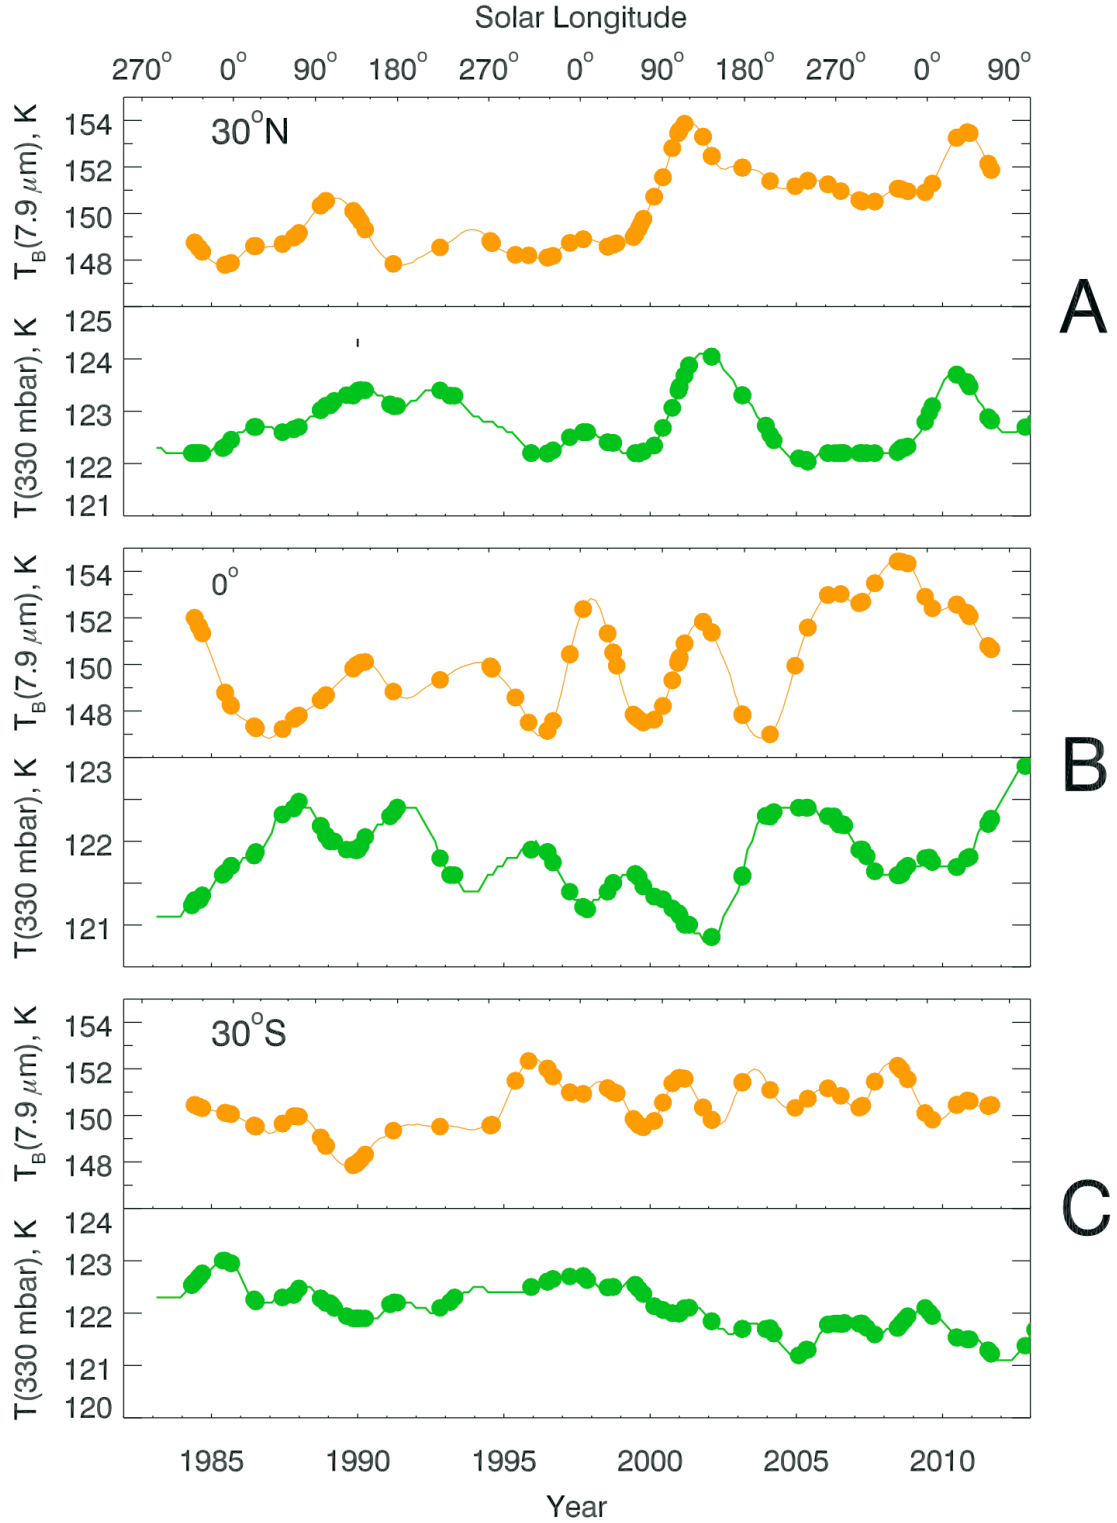 Solar Longitude
270° 0° 90° 180° 270° 0° 90° 180° 270° 0° 90°
30°N
T_B(7.9 μm), K
154
152
150
148
A
T(330 mbar), K
125
124
123
122
121
0°
T_B(7.9 μm), K
154
152
150
148
B
T(330 mbar), K
123
122
121
30°S
T_B(7.9 μm), K
154
152
150
148
C
T(330 mbar), K
124
123
122
121
120
1985 1990 1995 2000 2005 2010
Year